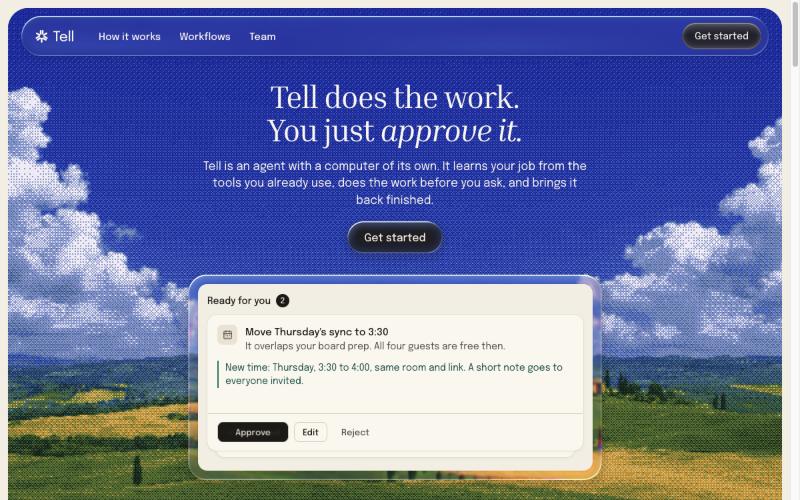 Tell
How it works
Workflows
Team
Get started
Tell does the work.
You just approve it.
Tell is an agent with a computer of its own. It learns your job from the
tools you already use, does the work before you ask, and brings it
back finished.
Get started
Ready for you 2
Move Thursday's sync to 3:30
It overlaps your board prep. All four guests are free then.
New time: Thursday, 3:30 to 4:00, same room and link. A short note goes to
everyone invited.
Approve
Edit
Reject